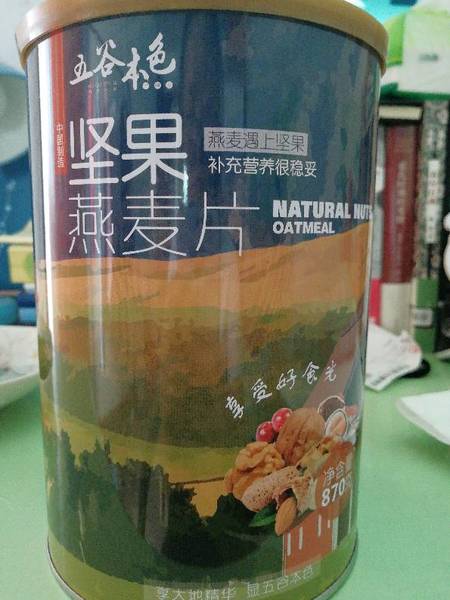 五谷本色
中国制造
坚果
燕麦遇上坚果
补充营养很稳妥
燕麦片
NATURAL NUTS
OATMEAL
享受好食光
净含量
870
享大地精华 显五谷本色